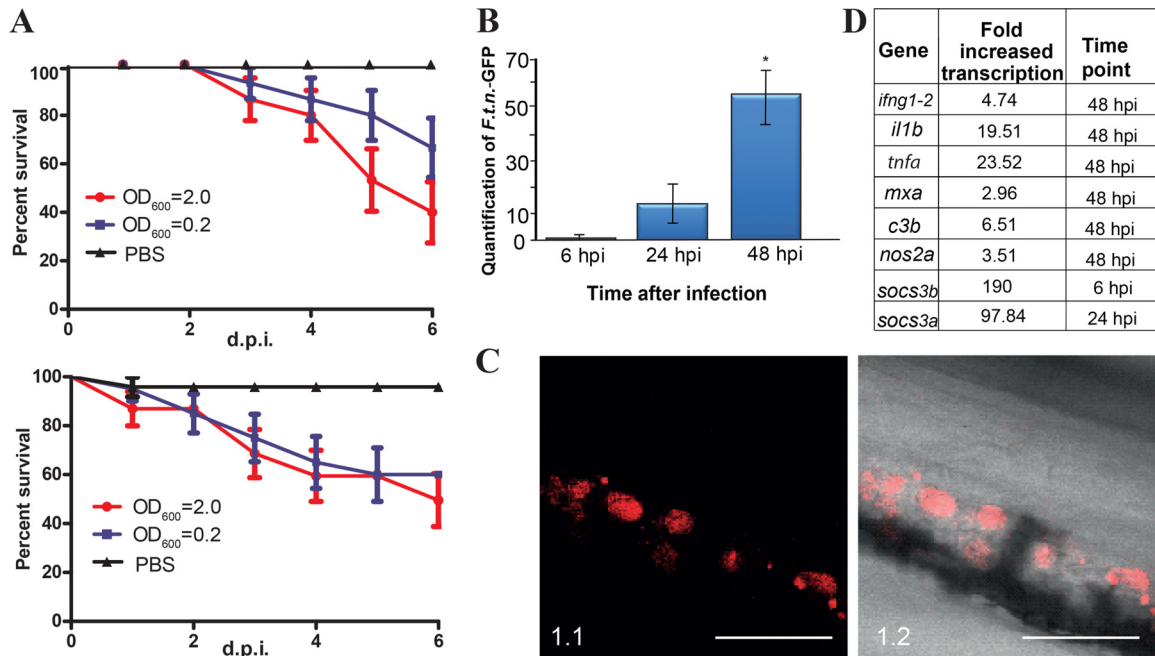 A
Percent survival
100
80
60
40
80
0
OD600=2.0
OD600=0.2
PBS
0 2 4 6
d.p.i.
Percent survival
100
80
60
40
80
0
OD600=2.0
OD600=0.2
PBS
0 2 4 6
d.p.i.
B
Quantification of F.t.n.-GFP
70
50
30
10
0
*
6 hpi 24 hpi 48 hpi
Time after infection
C
1.1
1.2
D
Gene Fold increased transcription Time point
ifng1-2 4.74 48 hpi
il1b 19.51 48 hpi
tnfa 23.52 48 hpi
mxa 2.96 48 hpi
c3b 6.51 48 hpi
nos2a 3.51 48 hpi
socs3b 190 6 hpi
socs3a 97.84 24 hpi